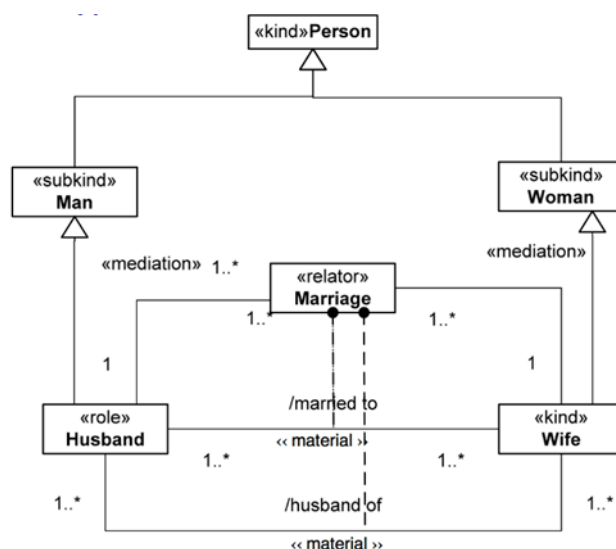 «kind»Person
«subkind»
Man
«subkind»
Woman
«mediation»
1..*
«relator»
Marriage
«mediation»
1..*
1..*
1
1
«role»
Husband
/married to
‹‹ material ››
«kind»
Wife
1..*
1..*
1..*
/husband of
1..*
‹‹ material ››